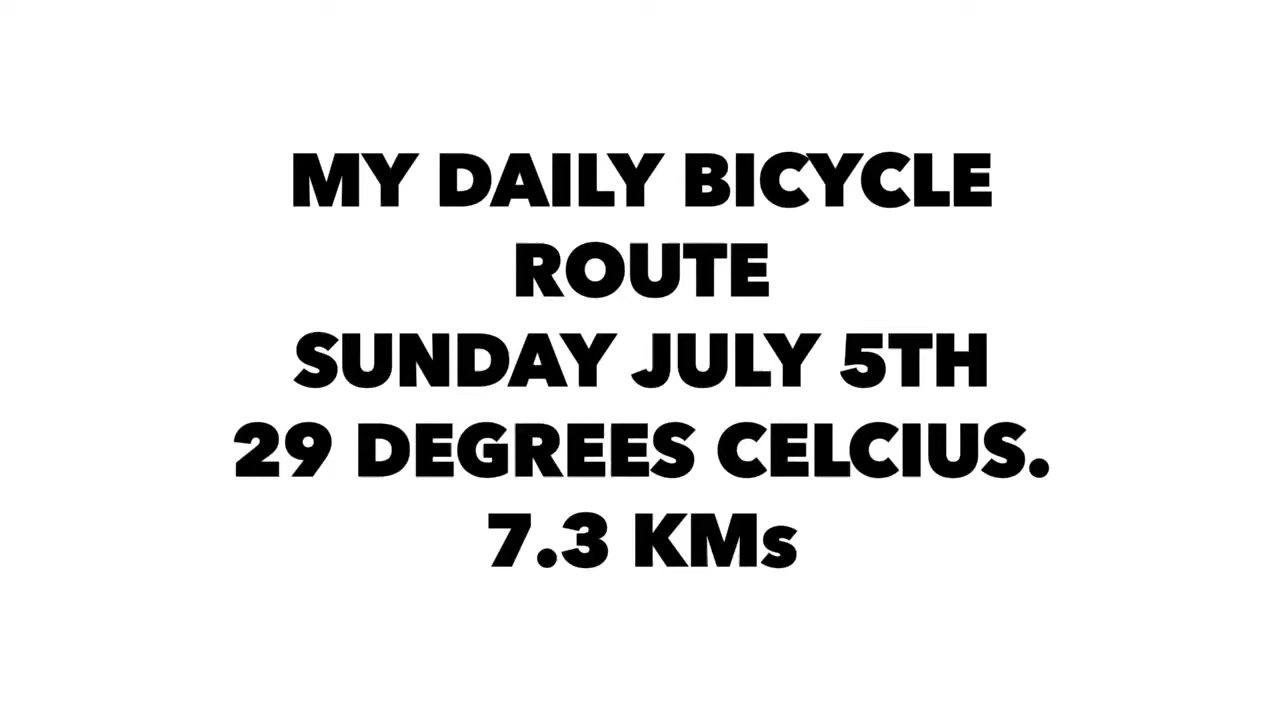 MY DAILY BICYCLE
ROUTE
SUNDAY JULY 5TH
29 DEGREES CELCIUS.
7.3 KMs